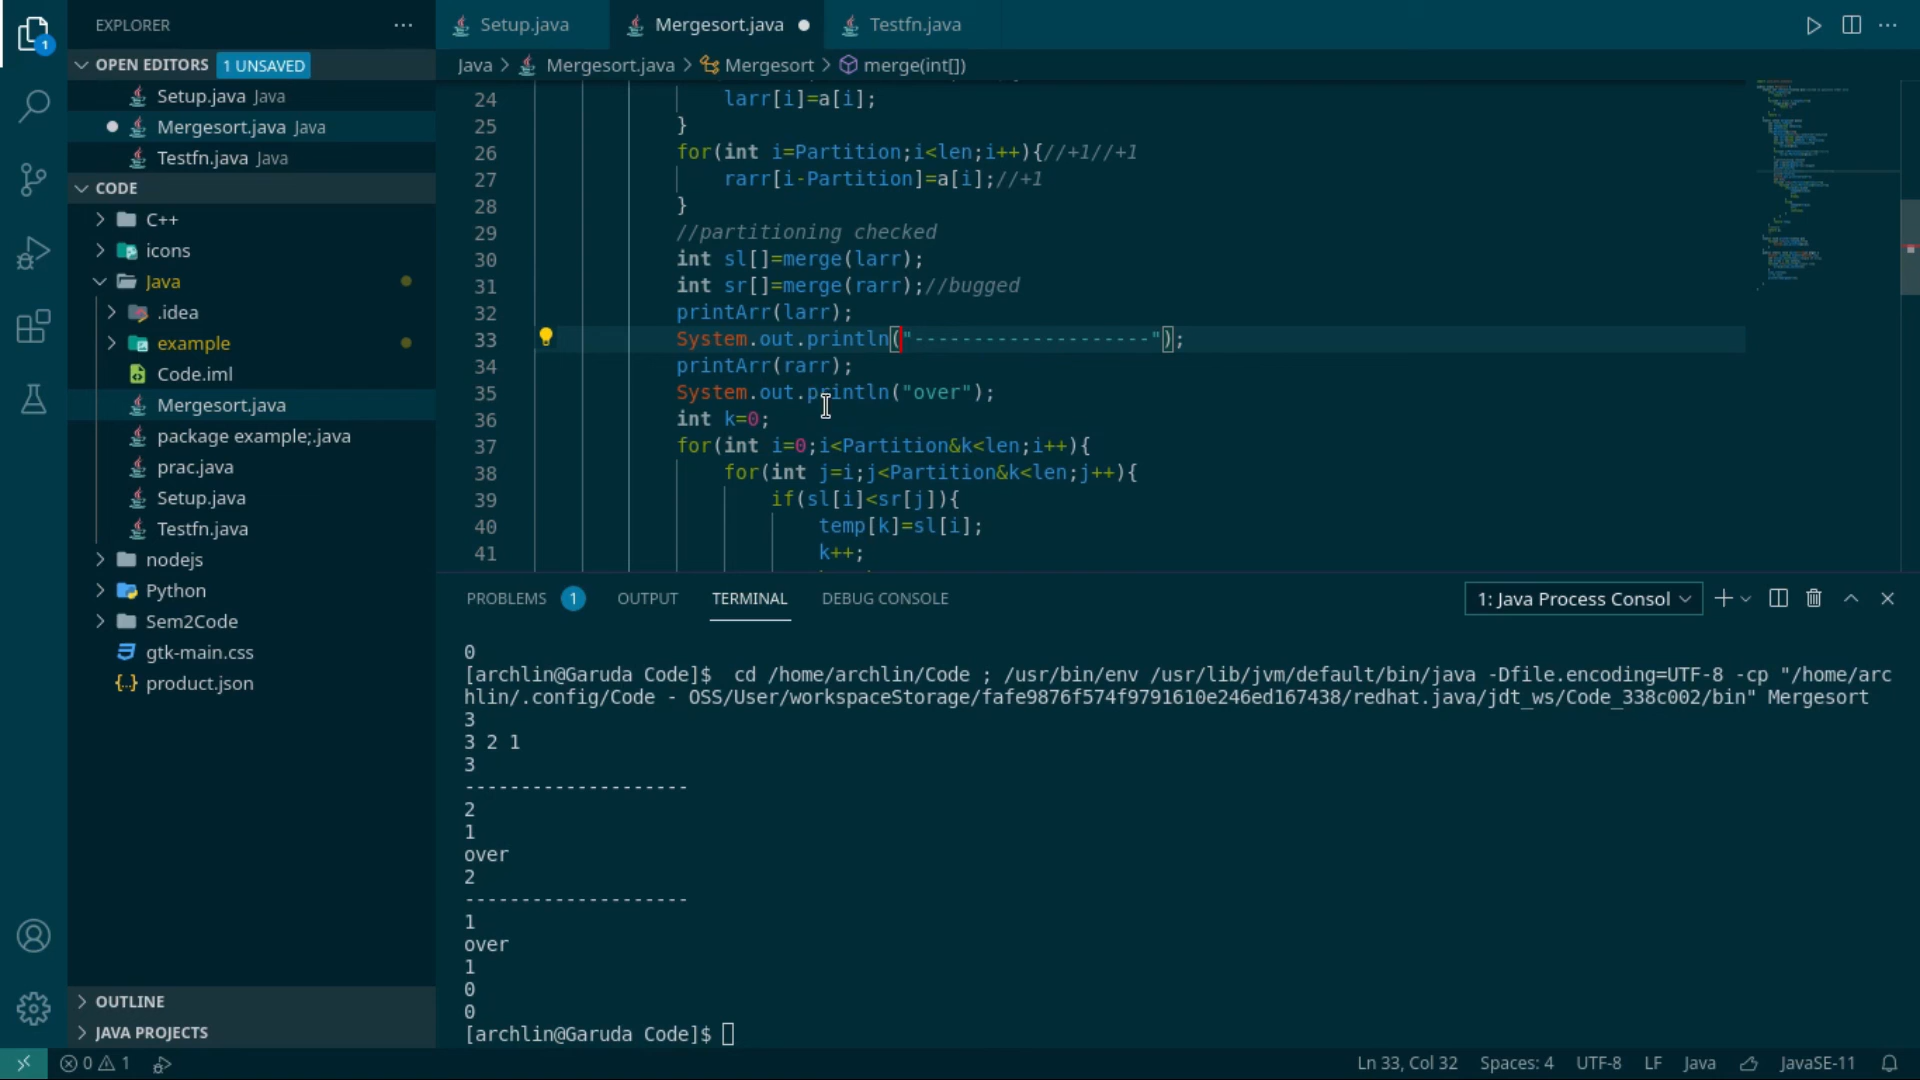 EXPLORER
OPEN EDITORS 1 UNSAVED
Setup.java Java
Mergesort.java Java
Testfn.java Java
CODE
C++
icons
Java
.idea
example
Code.iml
Mergesort.java
package example;.java
prac.java
Setup.java
Testfn.java
nodejs
Python
Sem2Code
gtk-main.css
product.json
OUTLINE
JAVA PROJECTS
1
Setup.java Mergesort.java Testfn.java
Java > Mergesort.java > Mergesort > merge(int[])
24 larr[i]=a[i];
25 }
26 for(int i=Partition;i<len;i++){//+1//+1
27 rarr[i-Partition]=a[i];//+1
28 }
29 //partitioning checked
30 int sl[]=merge(larr);
31 int sr[]=merge(rarr);//bugged
32 printArr(larr);
33 System.out.println("--------------------");
34 printArr(rarr);
35 System.out.println("over");
36 int k=0;
37 for(int i=0;i<Partition&k<len;i++){
38 for(int j=i;j<Partition&k<len;j++){
39 if(sl[i]<sr[j]){
40 temp[k]=sl[i];
41 k++;
PROBLEMS 1 OUTPUT TERMINAL DEBUG CONSOLE 1: Java Process Consol
0
[archlin@Garuda Code]$ cd /home/archlin/Code ; /usr/bin/env /usr/lib/jvm/default/bin/java -Dfile.encoding=UTF-8 -cp "/home/arc
hlin/.config/Code - OSS/User/workspaceStorage/fafe9876f574f9791610e246ed167438/redhat.java/jdt_ws/Code_338c002/bin" Mergesort
3
3 2 1
3
--------------------
2
1
over
2
--------------------
1
over
1
0
0
[archlin@Garuda Code]$
0 1 Ln 33, Col 32 Spaces: 4 UTF-8 LF Java JavaSE-11